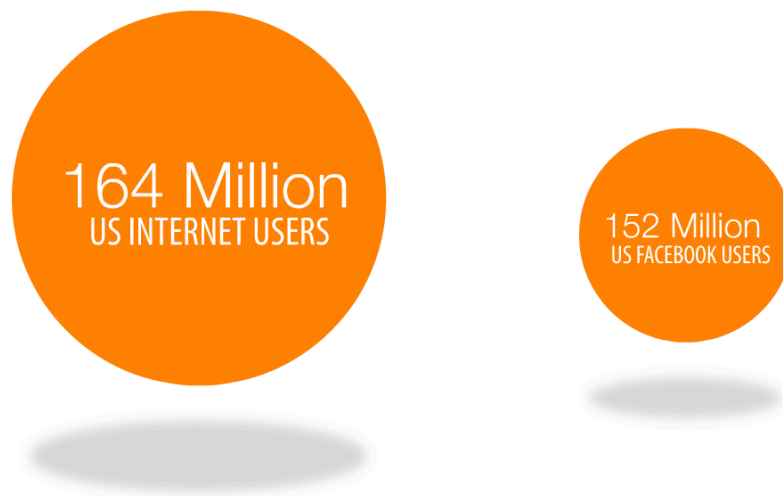 164 Million
US INTERNET USERS
152 Million
US FACEBOOK USERS